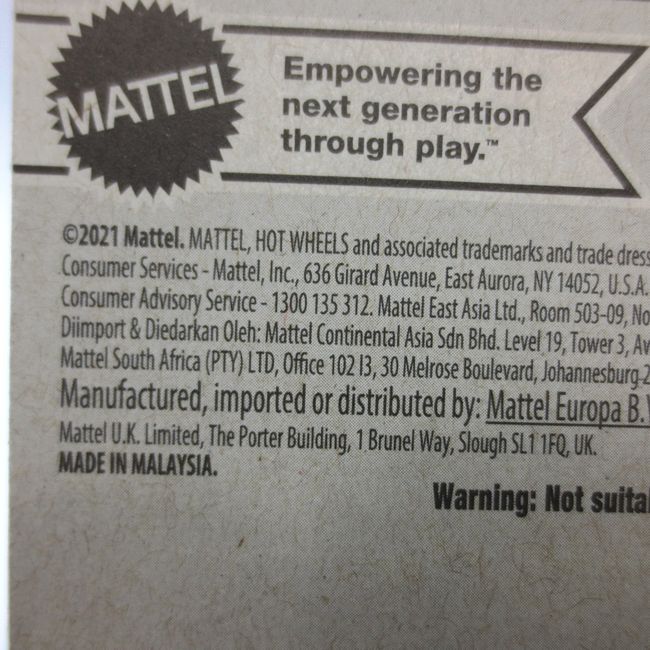 MATTEL
Empowering the
next generation
through play.™
©2021 Mattel. MATTEL, HOT WHEELS and associated trademarks and trade dress
Consumer Services - Mattel, Inc., 636 Girard Avenue, East Aurora, NY 14052, U.S.A.
Consumer Advisory Service - 1300 135 312. Mattel East Asia Ltd., Room 503-09, No
Diimport & Diedarkan Oleh: Mattel Continental Asia Sdn Bhd. Level 19, Tower 3, Av
Mattel South Africa (PTY) LTD, Office 102 I3, 30 Melrose Boulevard, Johannesburg 2
Manufactured, imported or distributed by: Mattel Europa B.V
Mattel U.K. Limited, The Porter Building, 1 Brunel Way, Slough SL1 1FQ, UK.
MADE IN MALAYSIA.
Warning: Not suita